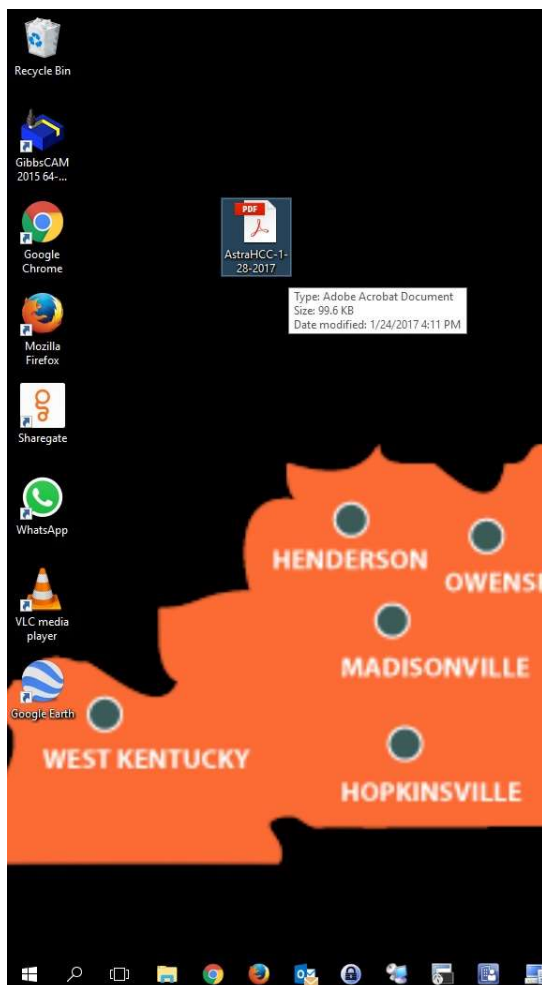 Recycle Bin
GibbsCAM
2015 64-...
Google
Chrome
Mozilla
Firefox
Sharegate
WhatsApp
VLC media
player
Google Earth
PDF
AstraHCC-1-
28-2017
Type: Adobe Acrobat Document
Size: 99.6 KB
Date modified: 1/24/2017 4:11 PM
HENDERSON
OWENSB
MADISONVILLE
WEST KENTUCKY
HOPKINSVILLE